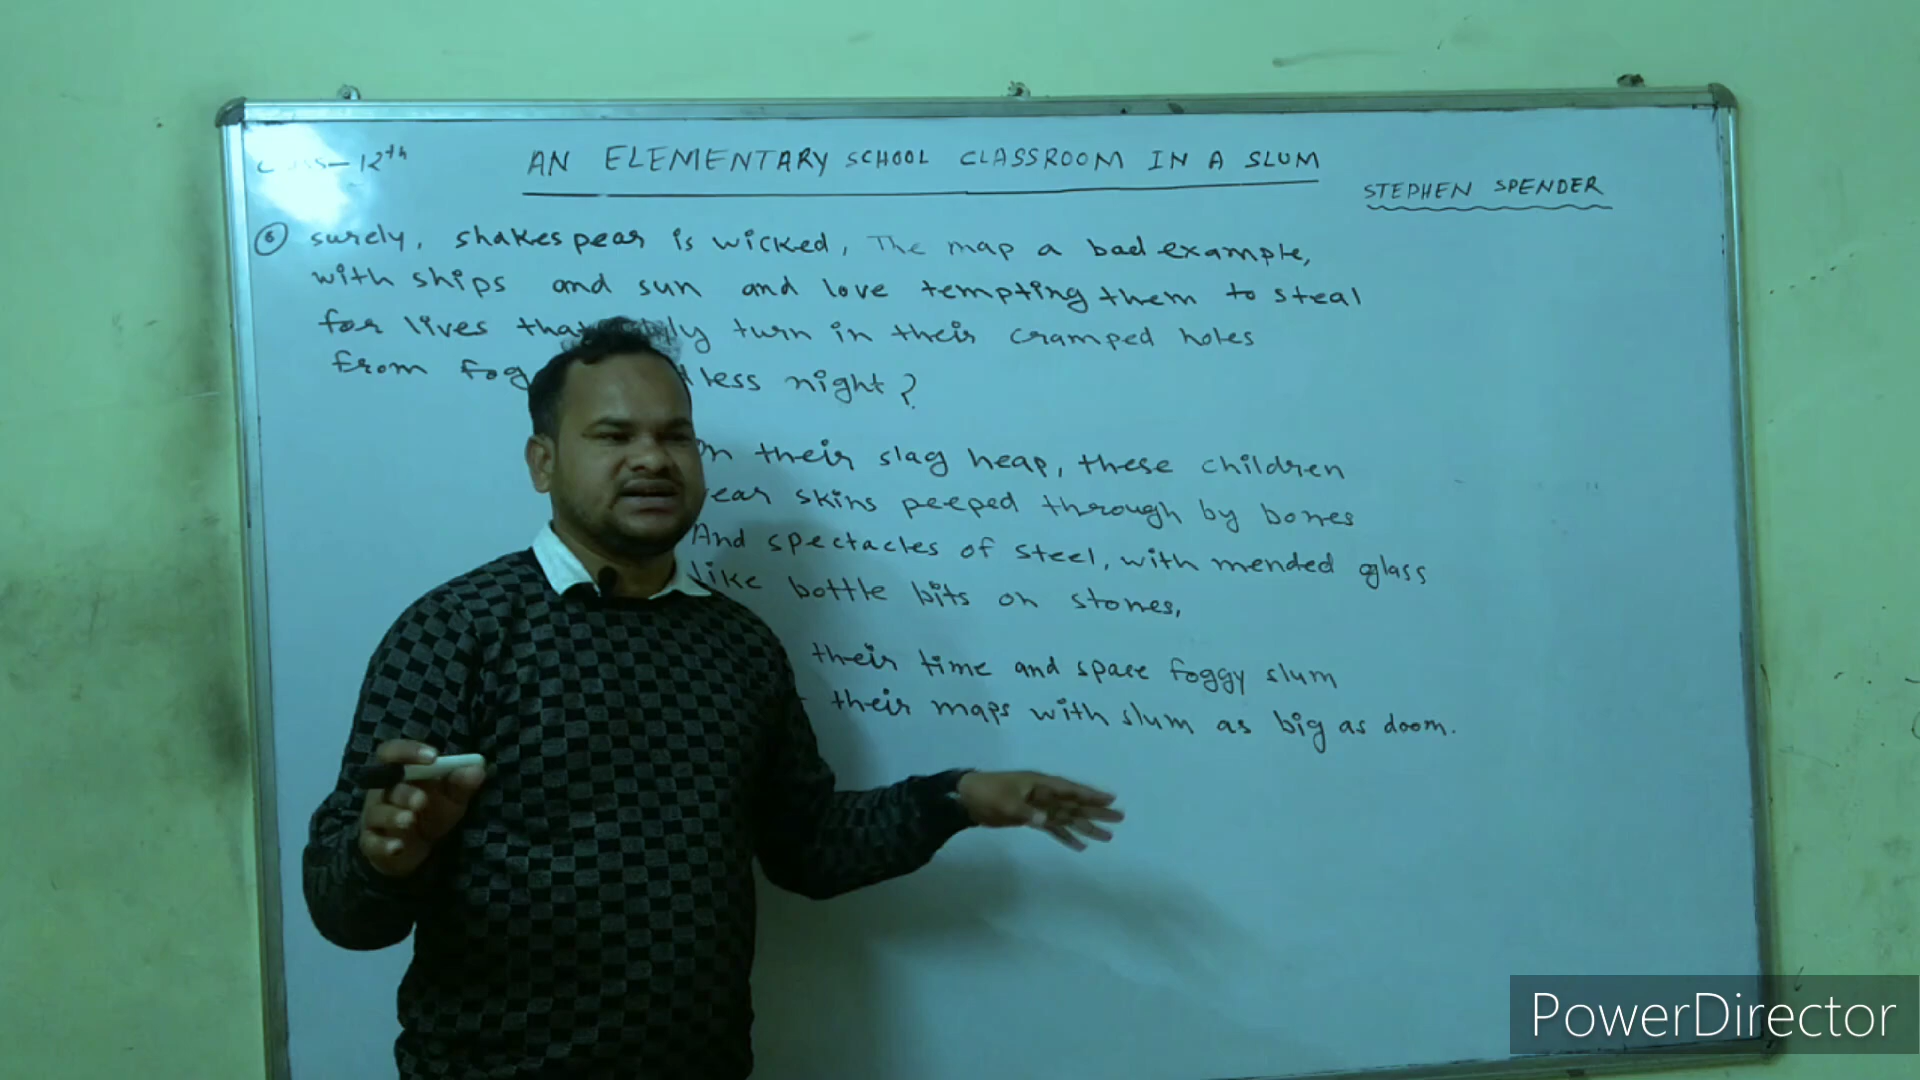 12th
AN ELEMENTARY SCHOOL CLASSROOM IN A SLUM
STEPHEN SPENDER
6 surely, shakespear is wicked, The map a bad example,
with ships and sun and love tempting them to steal
for lives turn in their cramped holes
from night?
their slag heap, these children
skins peeped through by bones
And spectacles of steel, with mended glass
like bottle bits on stones,
their time and space foggy slum
their maps with slum as big as doom.
PowerDirector